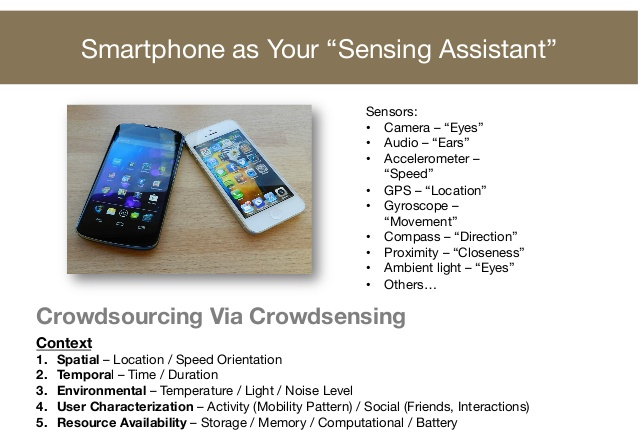 Smartphone as Your “Sensing Assistant”
Sensors:
• Camera – “Eyes”
• Audio – “Ears”
• Accelerometer –
“Speed”
• GPS – “Location”
• Gyroscope –
“Movement”
• Compass – “Direction”
• Proximity – “Closeness”
• Ambient light – “Eyes”
• Others…
Crowdsourcing Via Crowdsensing
Context
1. Spatial – Location / Speed Orientation
2. Temporal – Time / Duration
3. Environmental – Temperature / Light / Noise Level
4. User Characterization – Activity (Mobility Pattern) / Social (Friends, Interactions)
5. Resource Availability – Storage / Memory / Computational / Battery